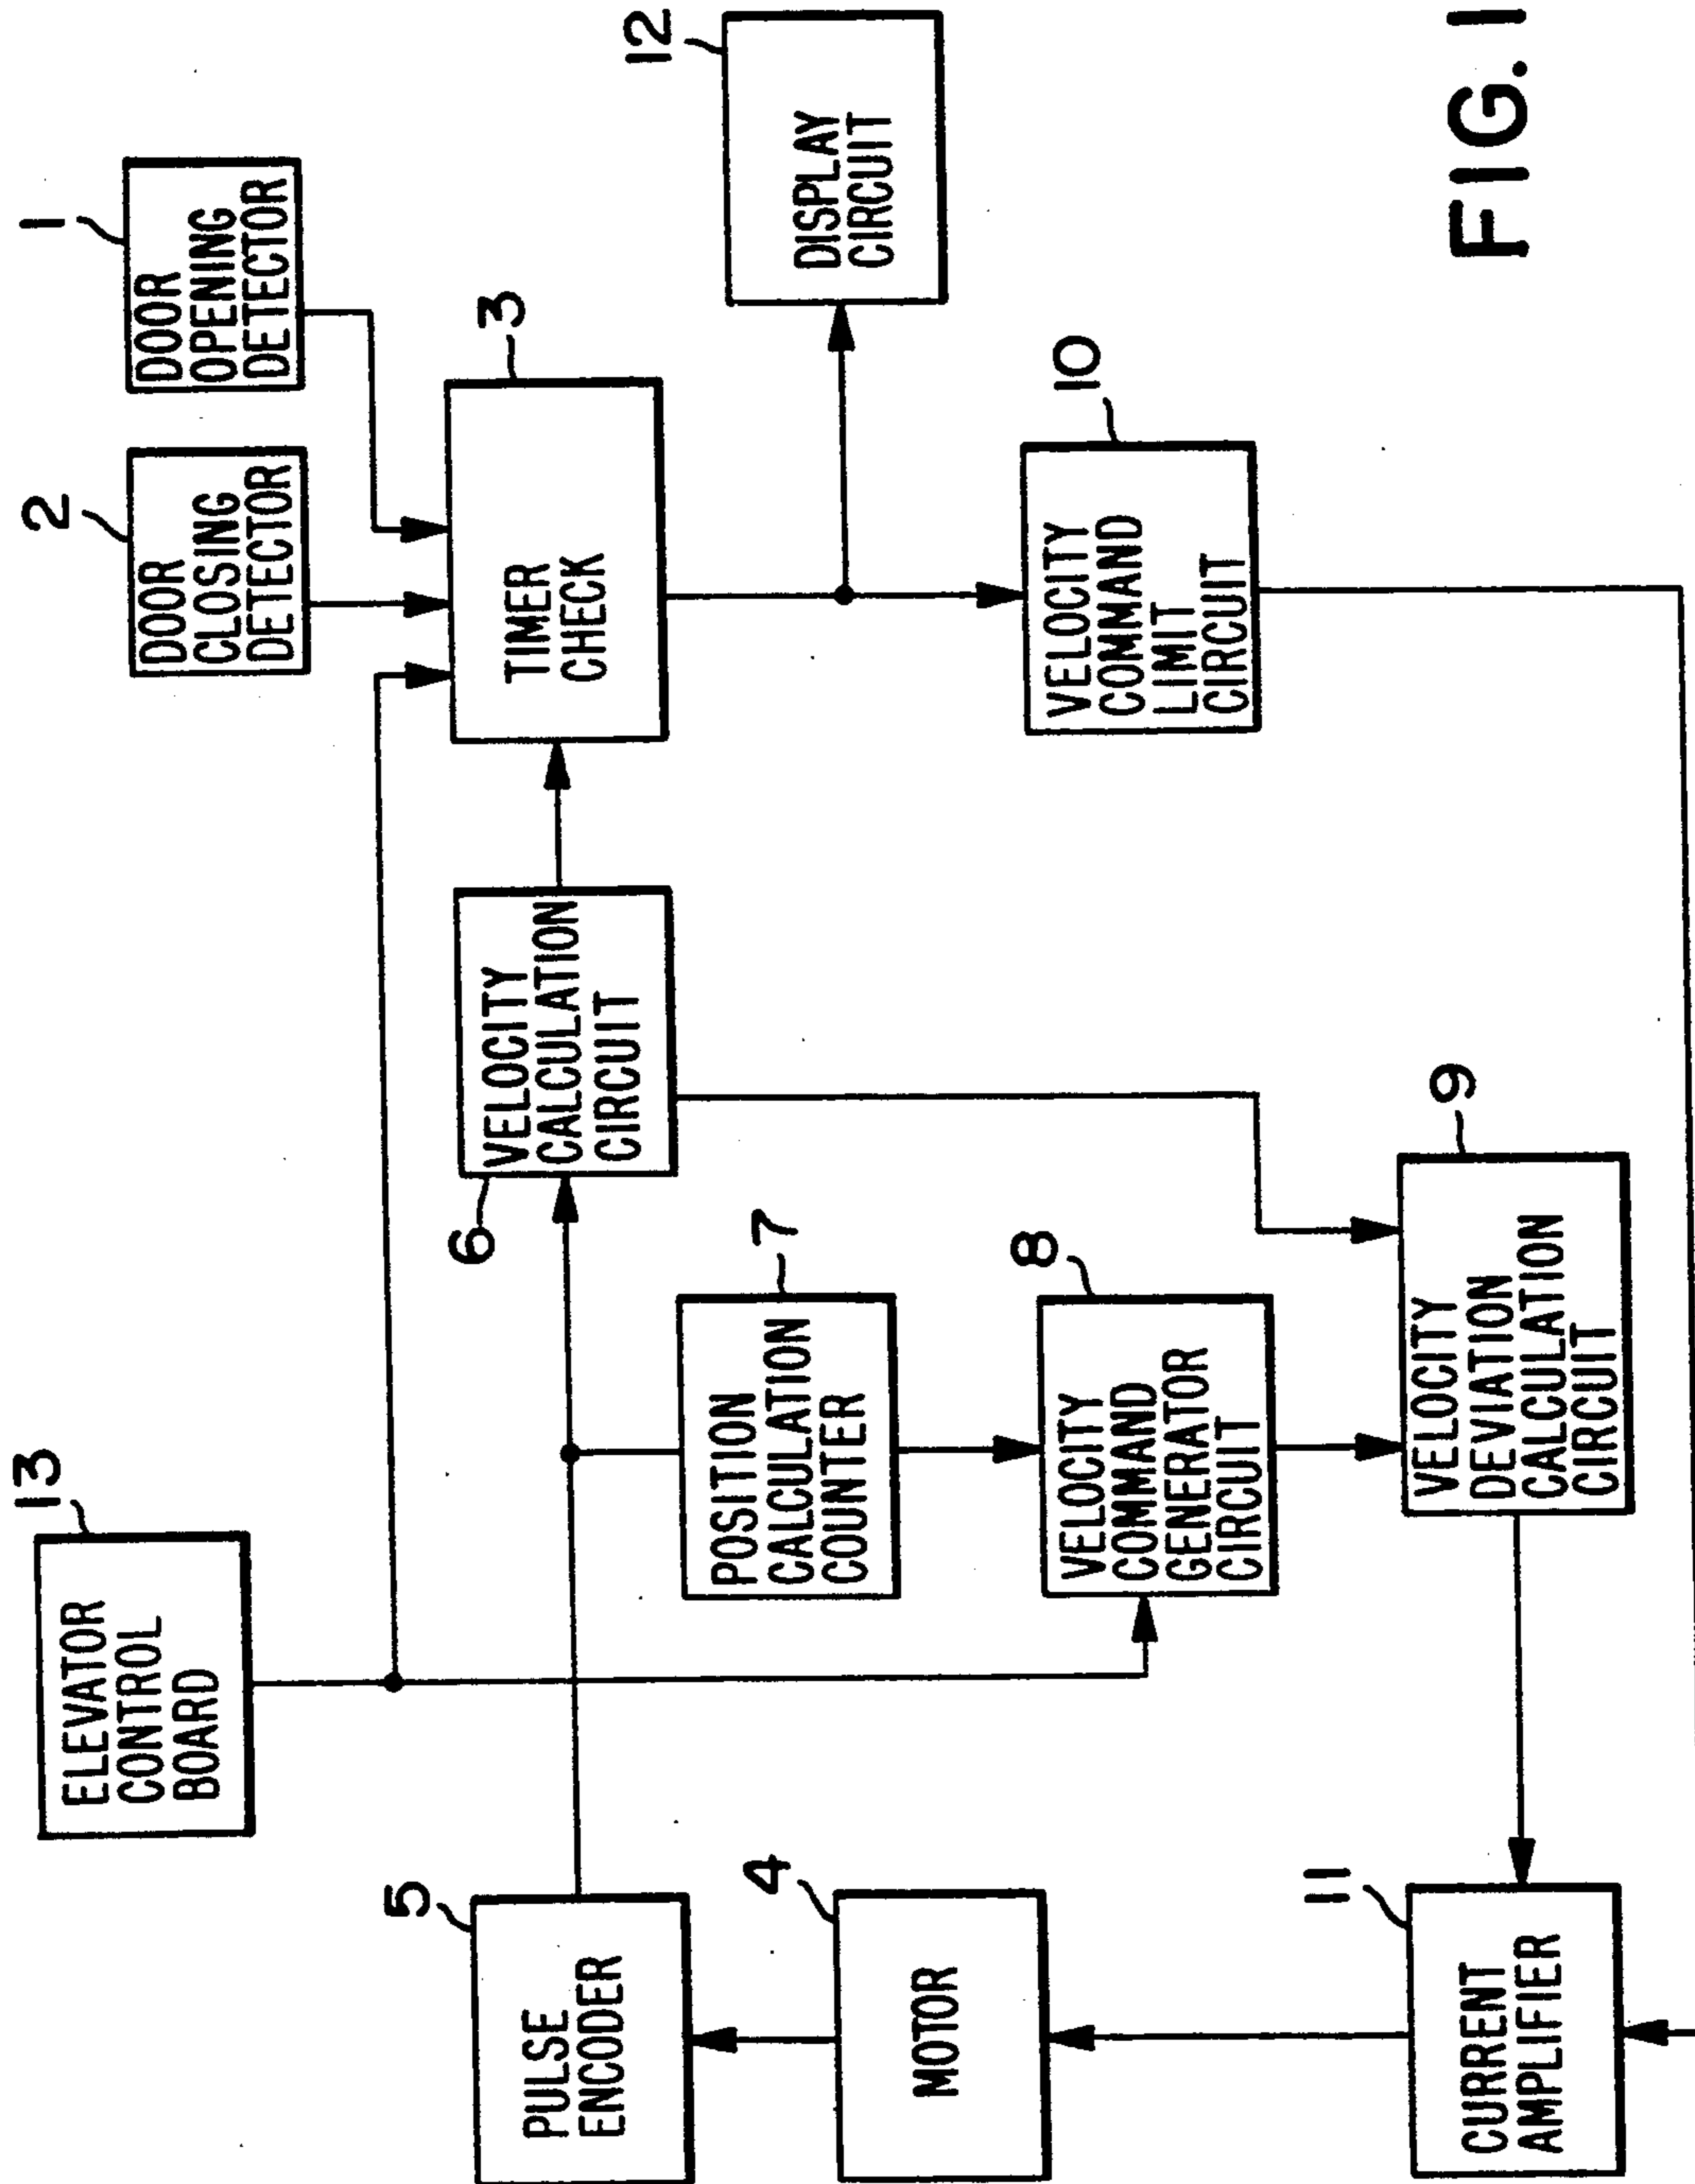 13
ELEVATOR
CONTROL
BOARD
2
DOOR
CLOSING
DETECTOR
1
DOOR
OPENING
DETECTOR
5
PULSE
ENCODER
6
VELOCITY
CALCULATION
CIRCUIT
3
TIMER
CHECK
12
DISPLAY
CIRCUIT
4
MOTOR
7
POSITION
CALCULATION
COUNTER
8
VELOCITY
COMMAND
GENERATOR
CIRCUIT
10
VELOCITY
COMMAND
LIMIT
CIRCUIT
11
CURRENT
AMPLIFIER
9
VELOCITY
DEVIATION
CALCULATION
CIRCUIT
FIG. 1